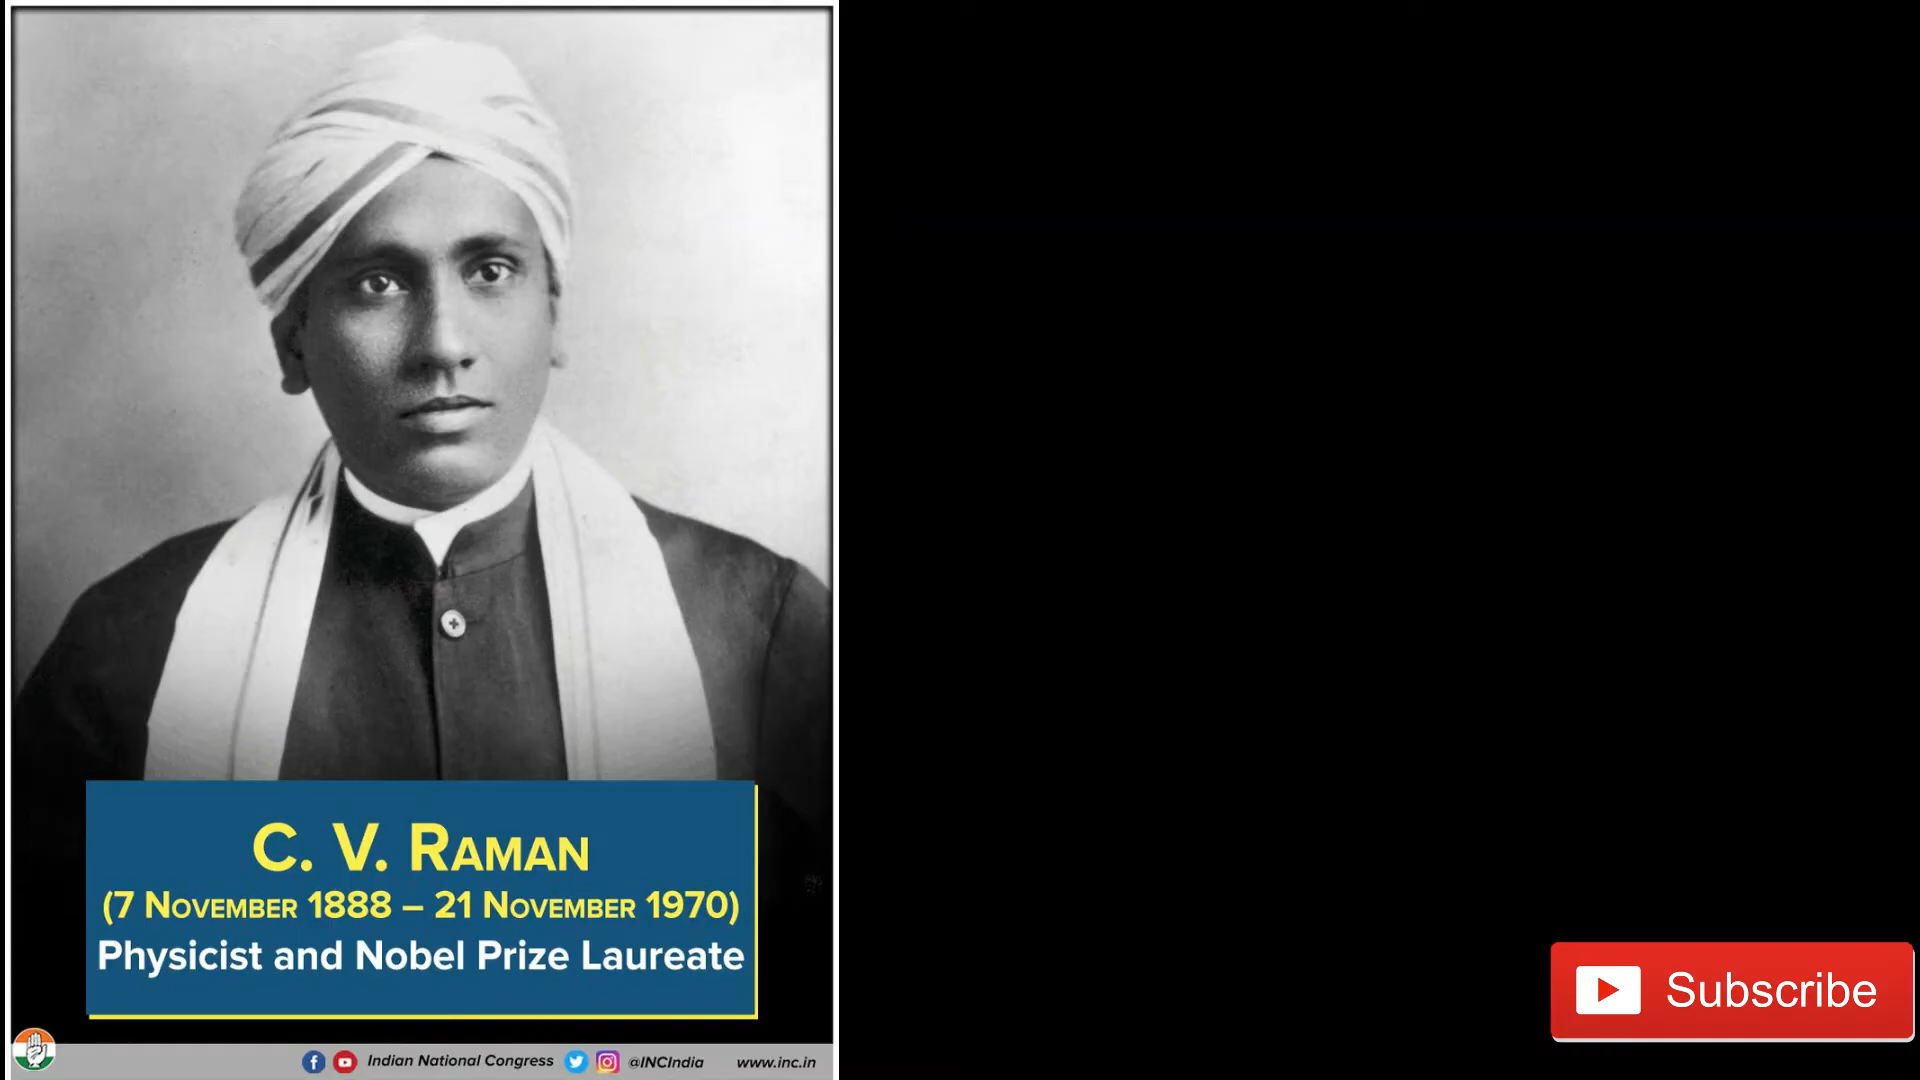 C. V. RAMAN
(7 NOVEMBER 1888 – 21 NOVEMBER 1970)
Physicist and Nobel Prize Laureate
Indian National Congress @INCIndia www.inc.in
Subscribe